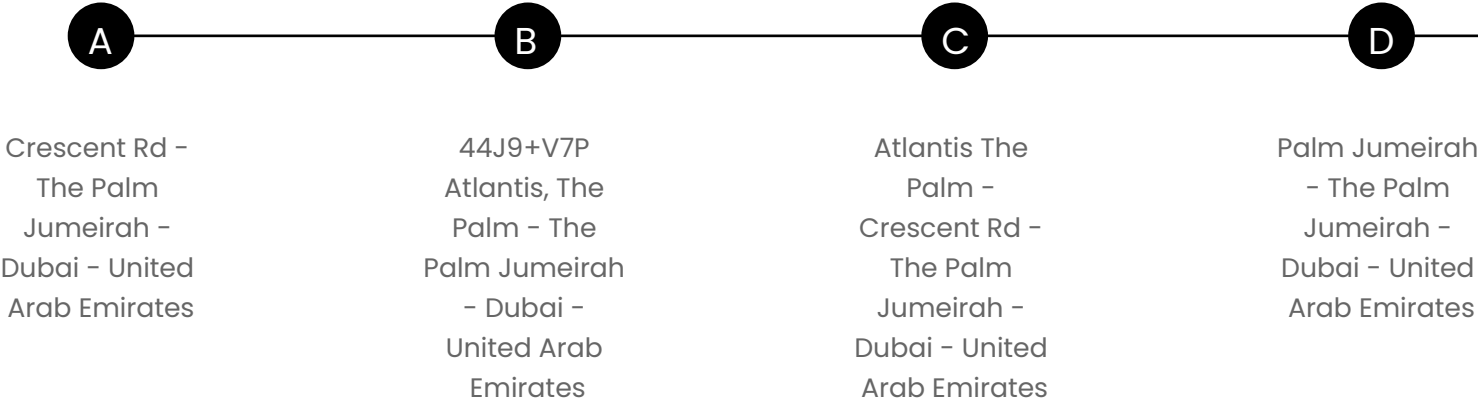 A
B
C
D
Crescent Rd -
The Palm
Jumeirah -
Dubai - United
Arab Emirates
44J9+V7P
Atlantis, The
Palm - The
Palm Jumeirah
- Dubai -
United Arab
Emirates
Atlantis The
Palm -
Crescent Rd -
The Palm
Jumeirah -
Dubai - United
Arab Emirates
Palm Jumeirah
- The Palm
Jumeirah -
Dubai - United
Arab Emirates